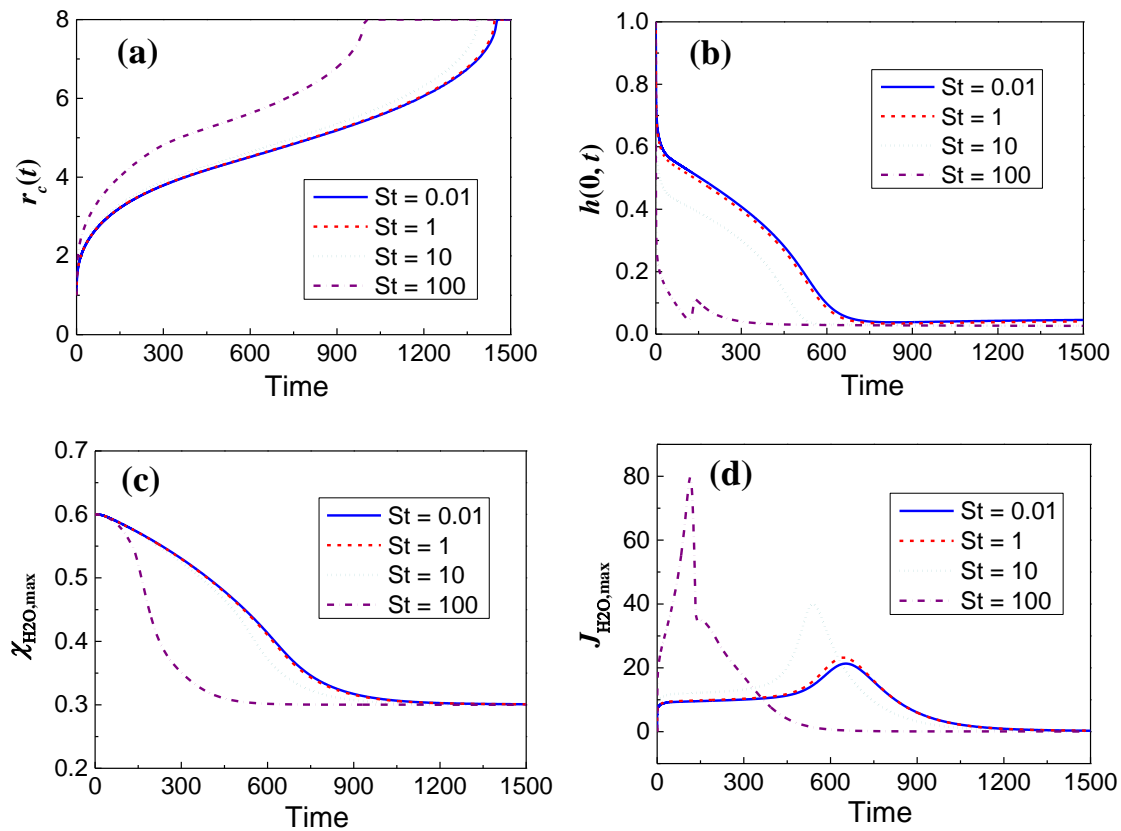 (a)
8
6
4
2
0
r_c(t)
0 300 600 900 1200 1500
Time
St = 0.01
St = 1
St = 10
St = 100
(b)
1.0
0.8
0.6
0.4
0.2
0.0
h(0,t)
0 300 600 900 1200 1500
Time
St = 0.01
St = 1
St = 10
St = 100
(c)
0.7
0.6
0.5
0.4
0.3
0.2
χ_H2O,max
0 300 600 900 1200 1500
Time
St = 0.01
St = 1
St = 10
St = 100
(d)
80
60
40
20
0
J_H2O,max
0 300 600 900 1200 1500
Time
St = 0.01
St = 1
St = 10
St = 100